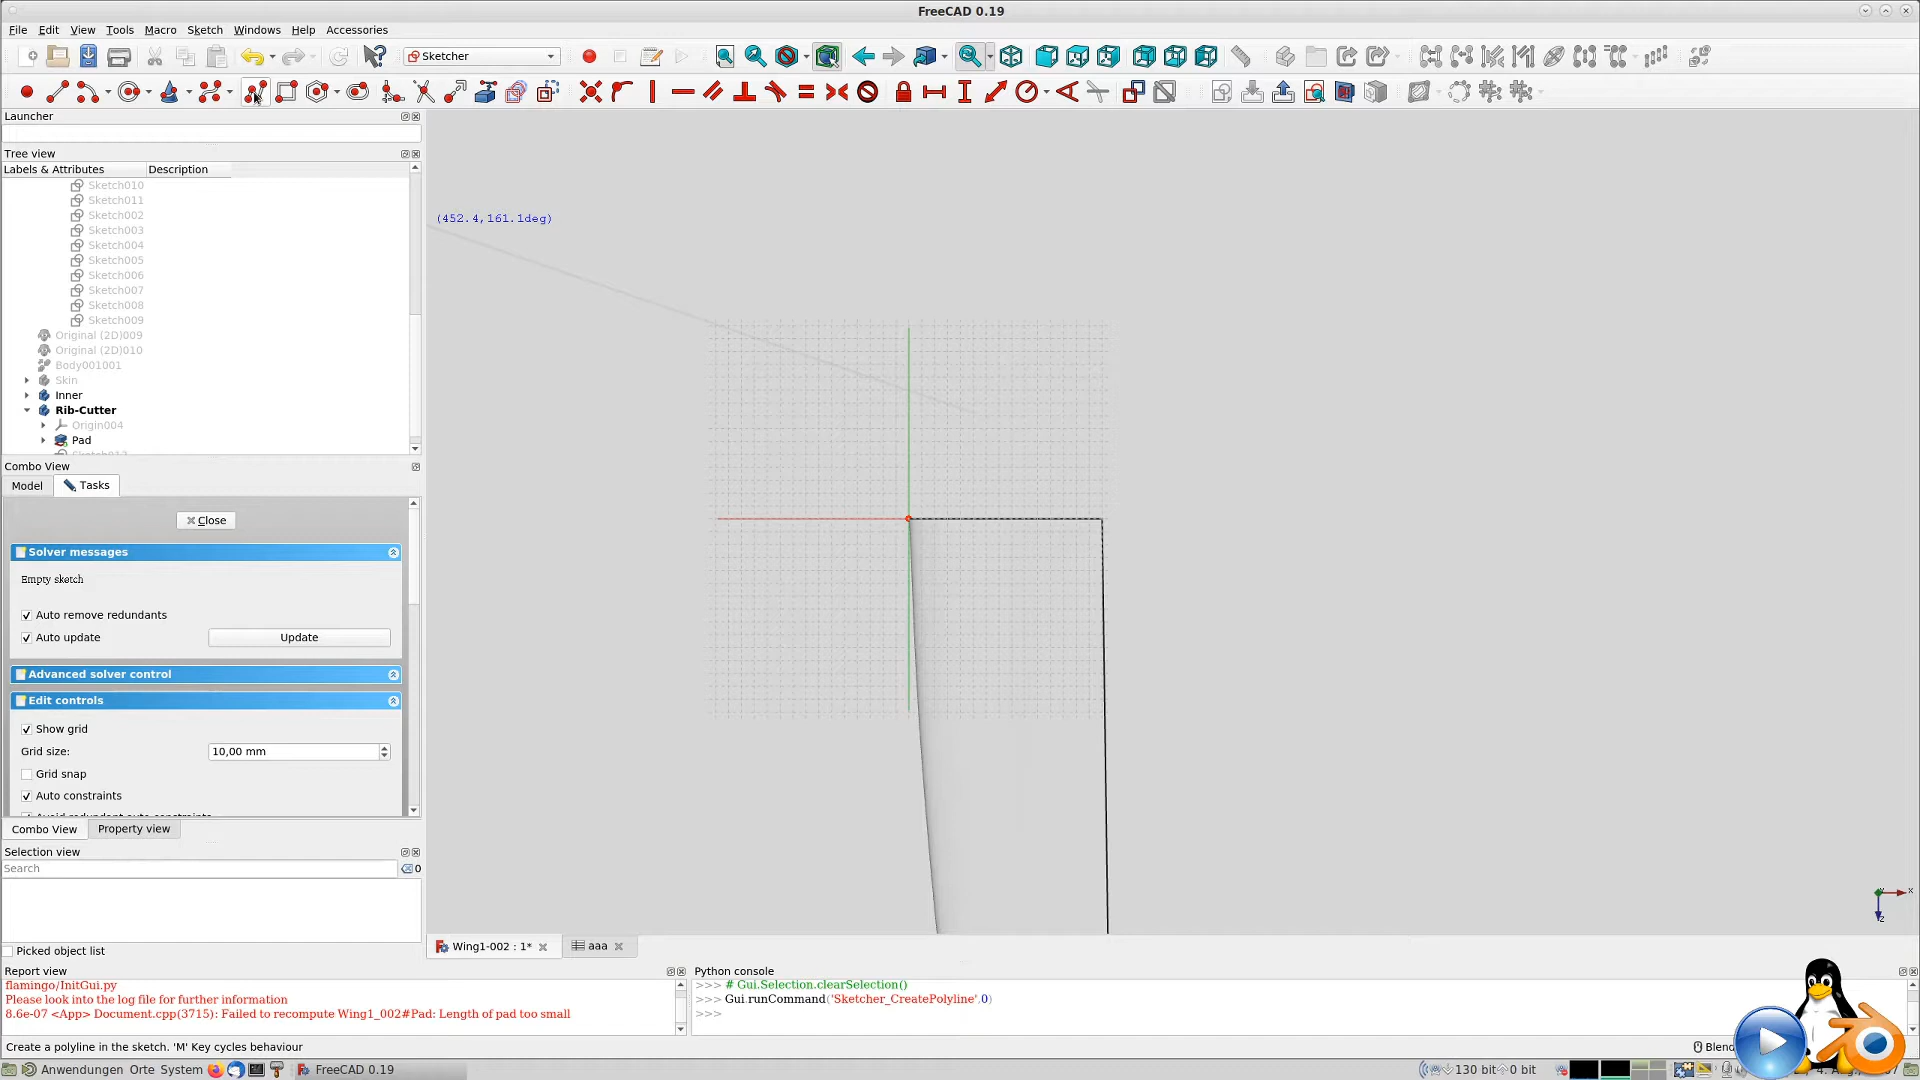 FreeCAD 0.19
File Edit View Tools Macro Sketch Windows Help Accessories
Sketcher
Launcher
Tree view
Labels & Attributes Description
Sketch010
Sketch011
Sketch002
Sketch003
Sketch004
Sketch005
Sketch006
Sketch007
Sketch008
Sketch009
Original (2D)009
Original (2D)010
Body001001
Skin
Inner
Rib-Cutter
Origin004
Pad
(452.4,161.1deg)
Combo View
Model Tasks
Close
Solver messages
Empty sketch
Auto remove redundants
Auto update Update
Advanced solver control
Edit controls
Show grid
Grid size: 10,00 mm
Grid snap
Auto constraints
Combo View Property view
Selection view
Search 0
Picked object list
x
z
Wing1-002 : 1* aaa
Report view
flamingo/InitGui.py
Please look into the log file for further information
8.6e-07 <App> Document.cpp(3715): Failed to recompute Wing1_002#Pad: Length of pad too small
Python console
>>> # Gui.Selection.clearSelection()
>>> Gui.runCommand('Sketcher_CreatePolyline',0)
>>>
Create a polyline in the sketch. 'M' Key cycles behaviour
Anwendungen Orte System FreeCAD 0.19 130 bit 0 bit